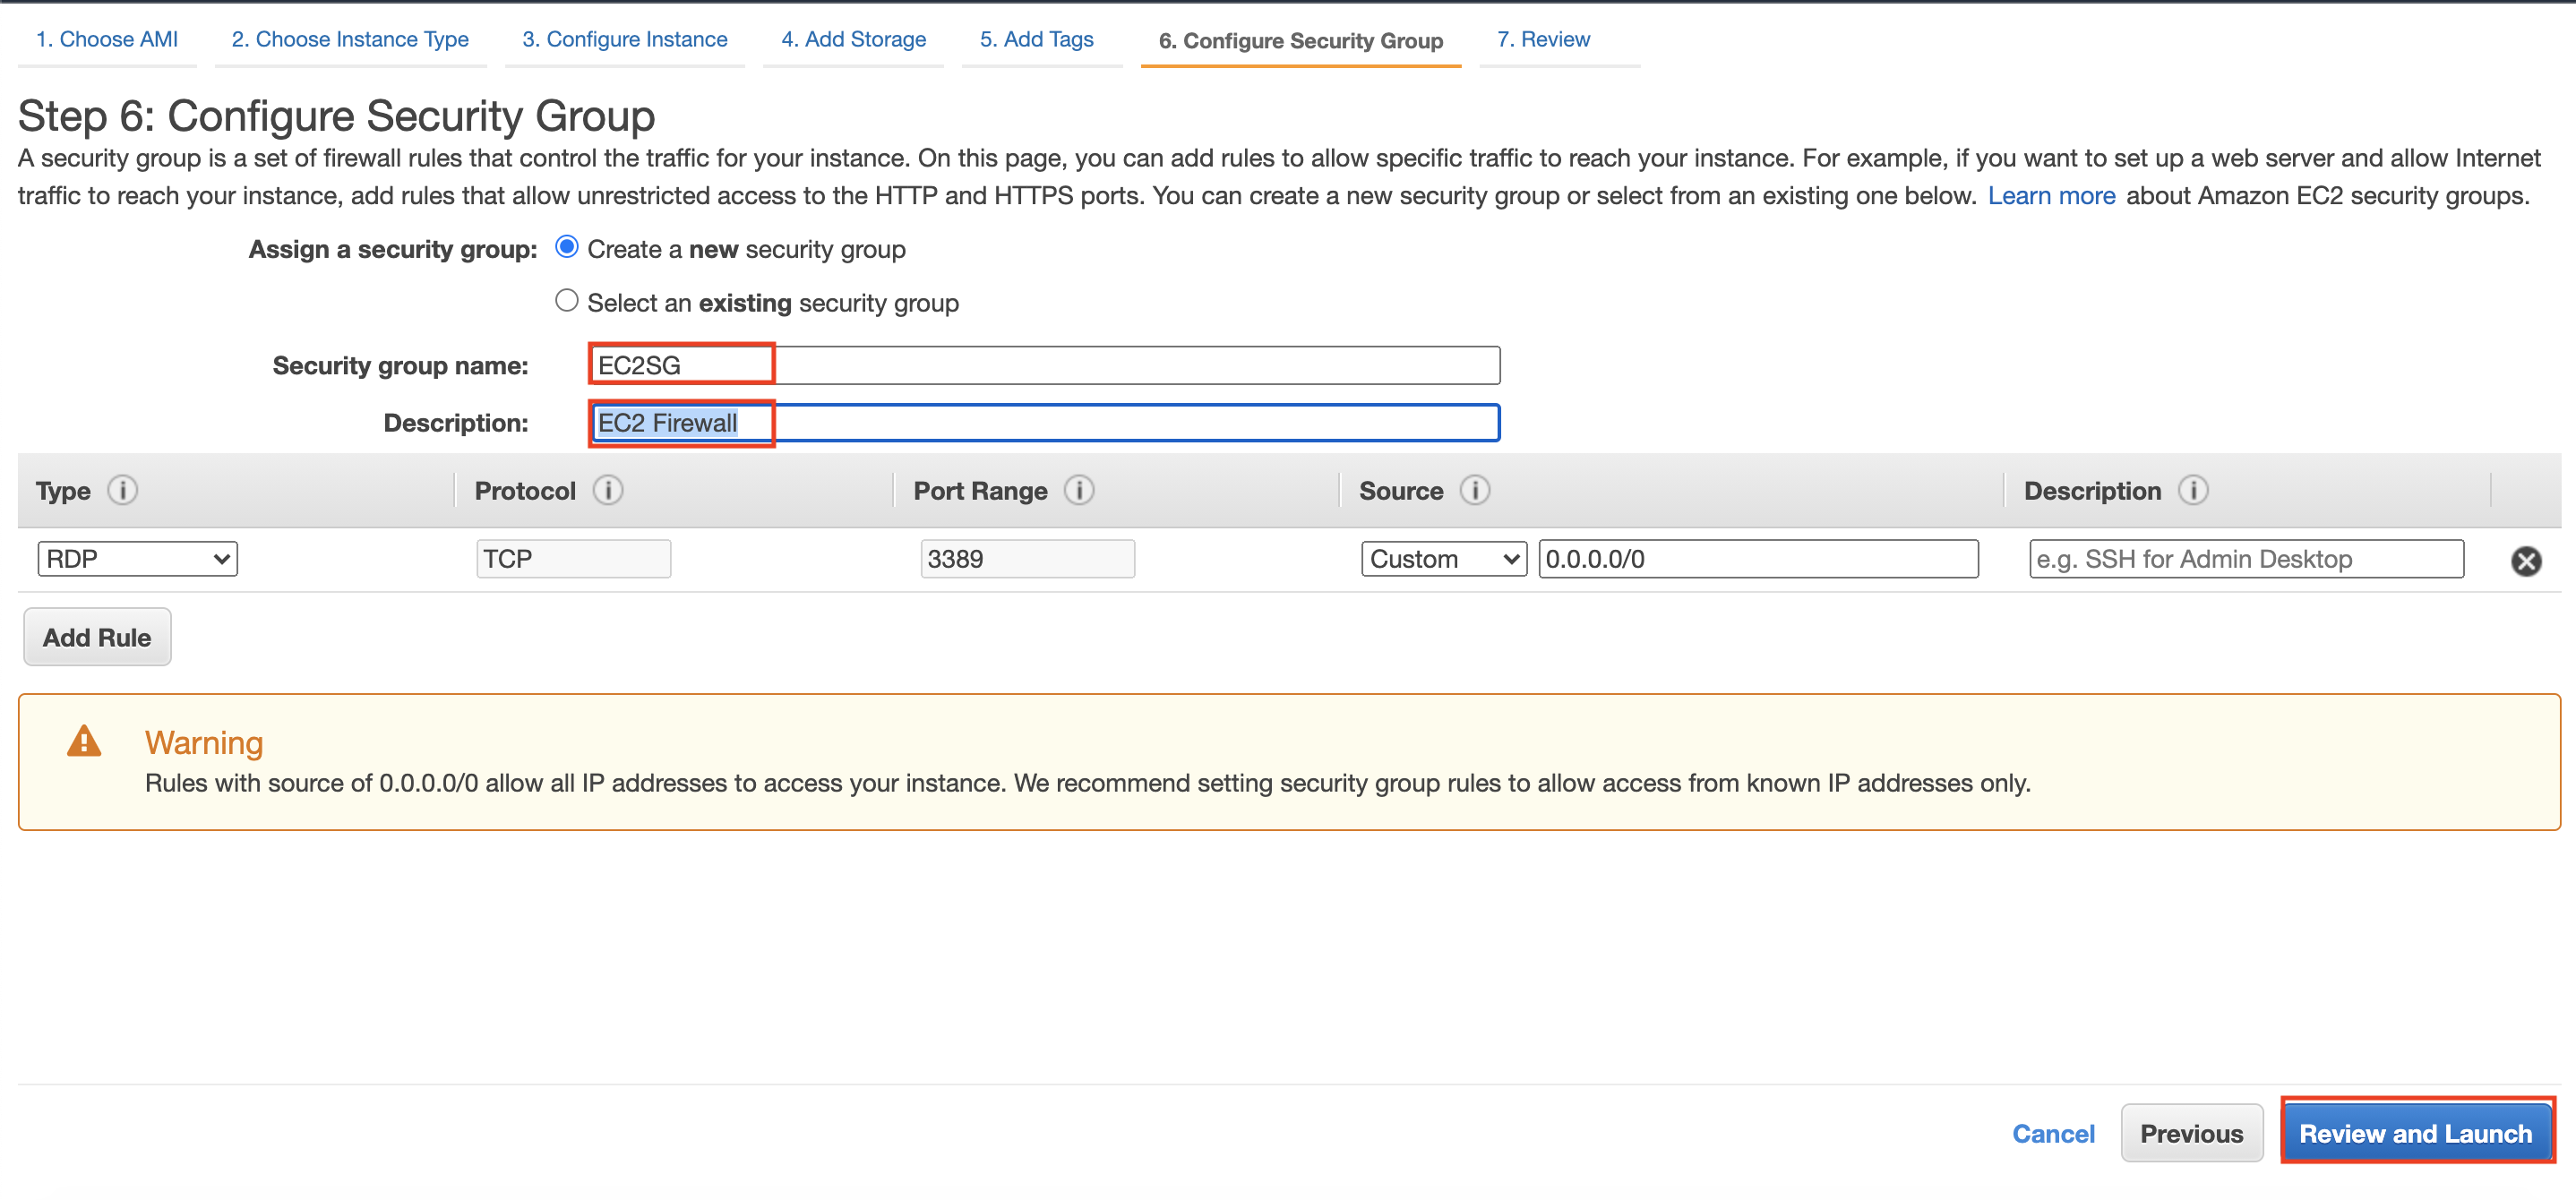 1. Choose AMI 2. Choose Instance Type 3. Configure Instance 4. Add Storage 5. Add Tags 6. Configure Security Group 7. Review
Step 6: Configure Security Group
A security group is a set of firewall rules that control the traffic for your instance. On this page, you can add rules to allow specific traffic to reach your instance. For example, if you want to set up a web server and allow Internet
traffic to reach your instance, add rules that allow unrestricted access to the HTTP and HTTPS ports. You can create a new security group or select from an existing one below. Learn more about Amazon EC2 security groups.
Assign a security group: Create a new security group
Select an existing security group
Security group name: EC2SG
Description: EC2 Firewall
Type i Protocol i Port Range i Source i Description i
RDP TCP 3389 Custom 0.0.0.0/0 e.g. SSH for Admin Desktop
Add Rule
Warning
Rules with source of 0.0.0.0/0 allow all IP addresses to access your instance. We recommend setting security group rules to allow access from known IP addresses only.
Cancel Previous Review and Launch